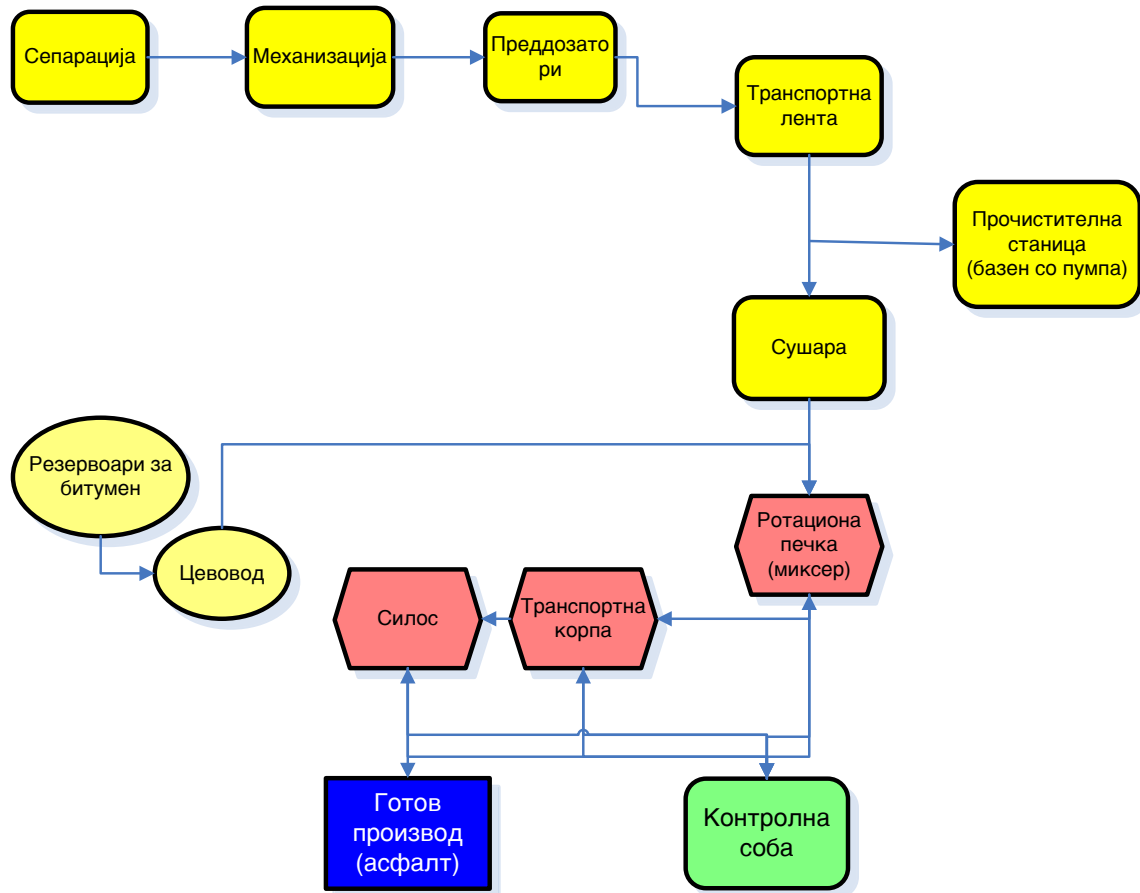 Сепарација
Механизација
Преддозато
ри
Транспортна
лента
Прочистителна
станица
(базен со пумпа)
Сушара
Резервоари за
битумен
Цевовод
Ротациона
печка
(миксер)
Силос
Транспортна
корпа
Готов
производ
(асфалт)
Контролна
соба